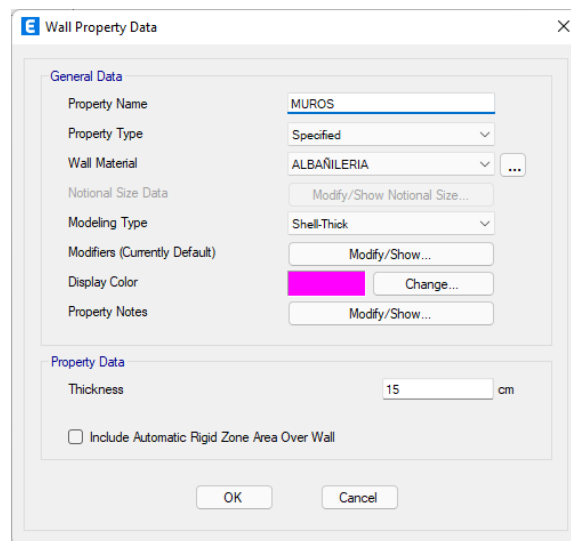 E Wall Property Data
General Data
Property Name MUROS
Property Type Specified
Wall Material ALBAÑILERIA ...
Notional Size Data Modify/Show Notional Size...
Modeling Type Shell-Thick
Modifiers (Currently Default) Modify/Show...
Display Color Change...
Property Notes Modify/Show...
Property Data
Thickness 15 cm
Include Automatic Rigid Zone Area Over Wall
OK Cancel